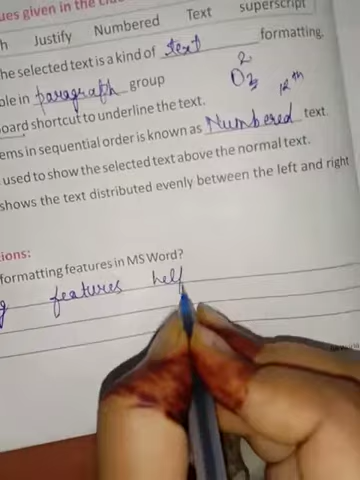 ues given in the
h Justify Numbered Text superscript
he selected text is a kind of text formatting.
ble in paragraph group
2
O3 12th
oard shortcut to underline the text.
ems in sequential order is known as Numbered text.
used to show the selected text above the normal text.
shows the text distributed evenly between the left and right
ions:
formatting features in MS Word?
g features help